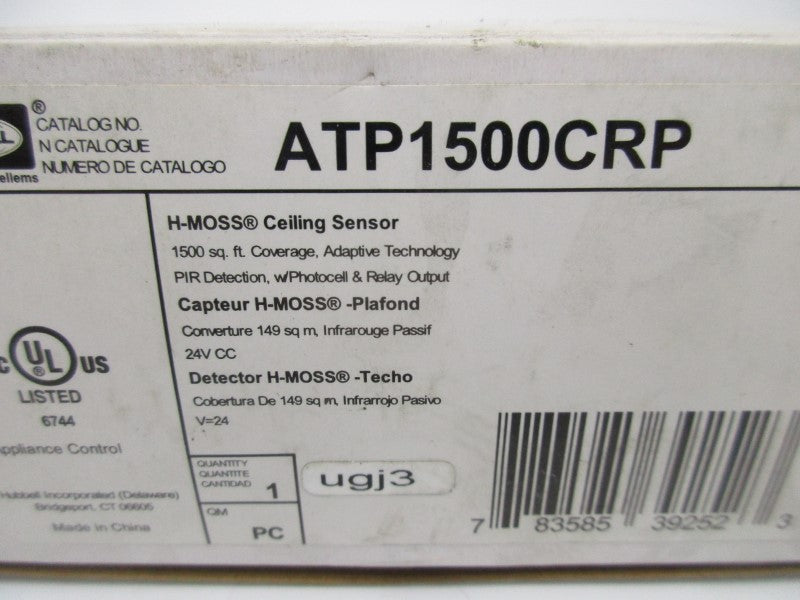 ®
CATALOG NO.
N CATALOGUE
NUMERO DE CATALOGO
ATP1500CRP
H-MOSS® Ceiling Sensor
1500 sq. ft. Coverage, Adaptive Technology
PIR Detection, w/Photocell & Relay Output
Capteur H-MOSS® -Plafond
Converture 149 sq m, Infrarouge Passif
24V CC
Detector H-MOSS® -Techo
Cobertura De 149 sq m, Infrarrojo Pasivo
V=24
c UL ® US
LISTED
6744
ppliance Control
Hubbell Incorporated (Delaware)
Bridgeport, CT 06605
Made in China
QUANTITY
QUANTITE
CANTIDAD 1
QM
PC
ugj3
7 83585 39252 3